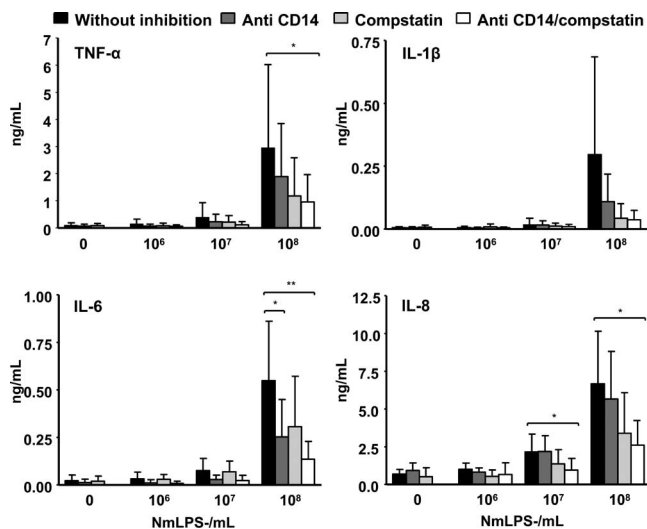 Without inhibition Anti CD14 Compstatin Anti CD14/compstatin
TNF-α
ng/mL
7
6
5
4
3
2
1
0
*
0 10⁶ 10⁷ 10⁸
IL-1β
ng/mL
0.75
0.50
0.25
0.00
0 10⁶ 10⁷ 10⁸
IL-6
ng/mL
1.00
0.75
0.50
0.25
0.00
**
*
0 10⁶ 10⁷ 10⁸
NmLPS-/mL
IL-8
ng/mL
12.5
10.0
7.5
5.0
2.5
0.0
*
*
0 10⁶ 10⁷ 10⁸
NmLPS-/mL